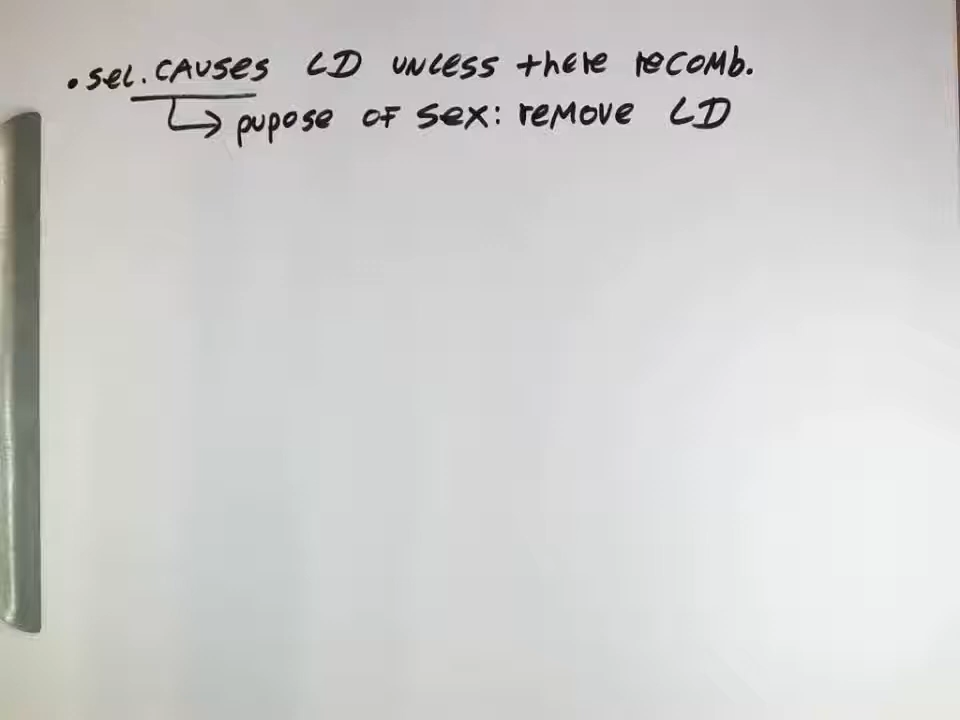 • sel. CAUSES LD UNLESS there recomb.
↳ pupose of sex: remove LD